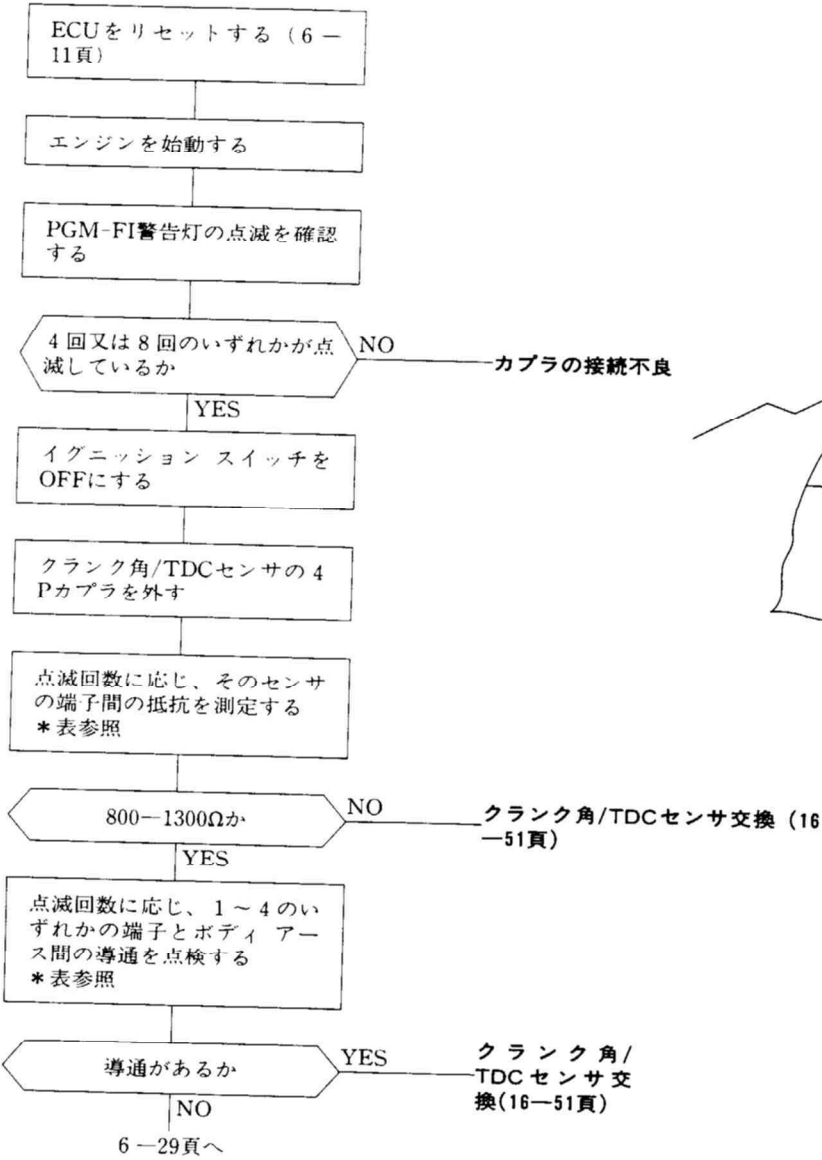 ECUをリセットする（6－
11頁）
エンジンを始動する
PGM-FI警告灯の点滅を確認
する
4回又は8回のいずれかが点
滅しているか
NO
カプラの接続不良
YES
イグニッション スイッチを
OFFにする
クランク角/TDCセンサの4
Pカプラを外す
点滅回数に応じ、そのセンサ
の端子間の抵抗を測定する
＊表参照
800―1300Ωか
NO
クランク角/TDCセンサ交換（16
―51頁）
YES
点滅回数に応じ、1～4のい
ずれかの端子とボディ アー
ス間の導通を点検する
＊表参照
導通があるか
YES
クランク角/
TDCセンサ交
換(16―51頁)
NO
6―29頁へ